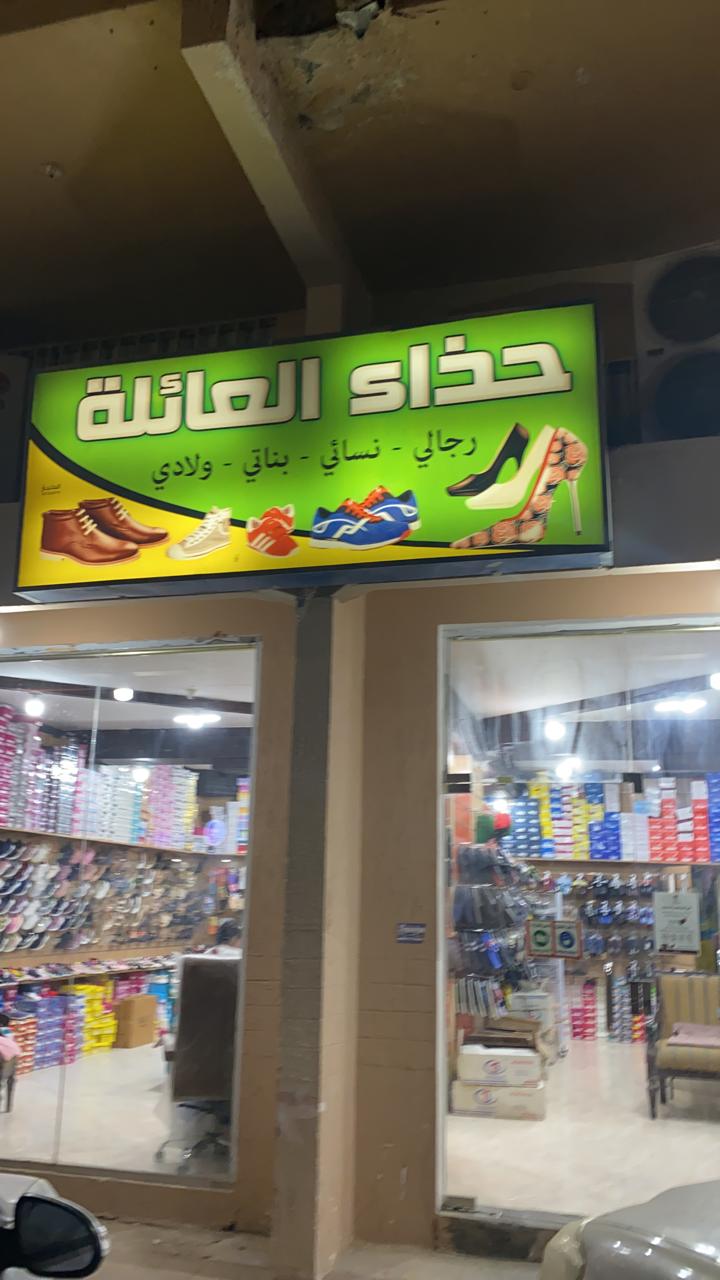 حذاء العائلة
رجالي - نسائي - بناتي - ولادي